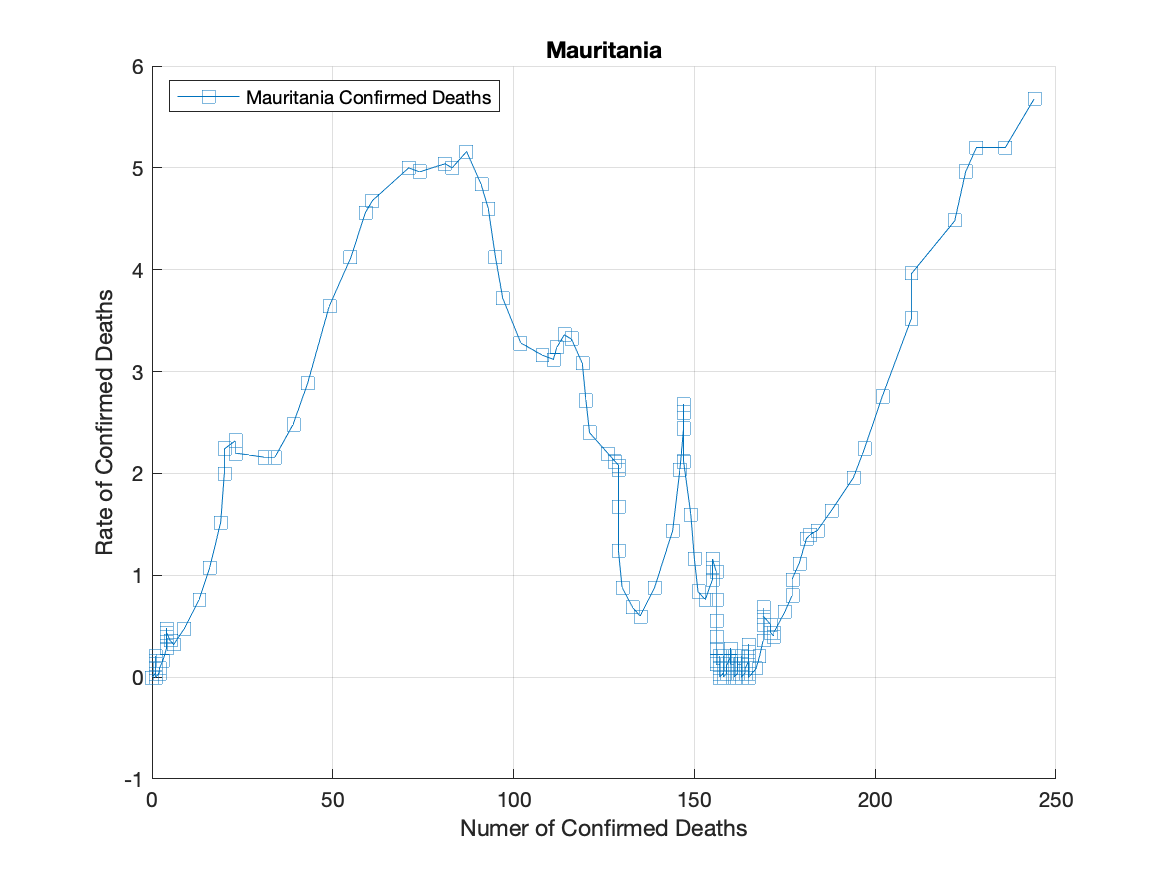 Mauritania
Mauritania Confirmed Deaths
6
5
4
3
2
1
0
-1
Rate of Confirmed Deaths
0 50 100 150 200 250
Numer of Confirmed Deaths